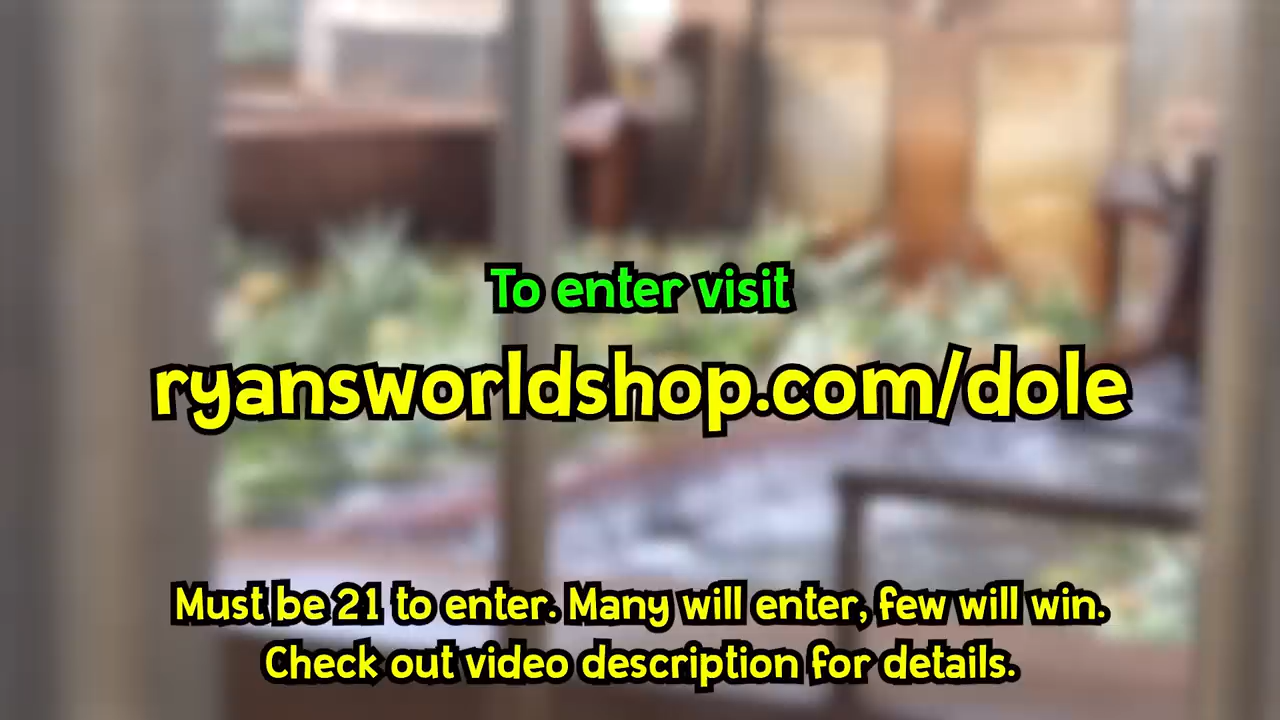 To enter visit
ryansworldshop.com/dole
Must be 21 to enter. Many will enter, few will win.
Check out video description for details.